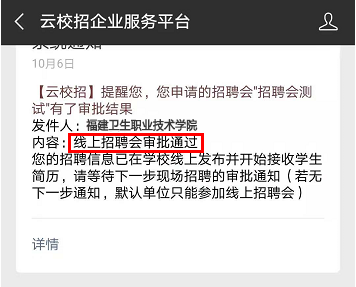 云校招企业服务平台
10月6日
【云校招】提醒您，您申请的招聘会"招聘会测
试"有了审批结果
发件人：福建卫生职业技术学院
内容：线上招聘会审批通过
您的招聘信息已在学校线上发布并开始接收学生
简历，请等待下一步现场招聘的审批通知（若无
下一步通知，默认单位只能参加线上招聘会）
详情